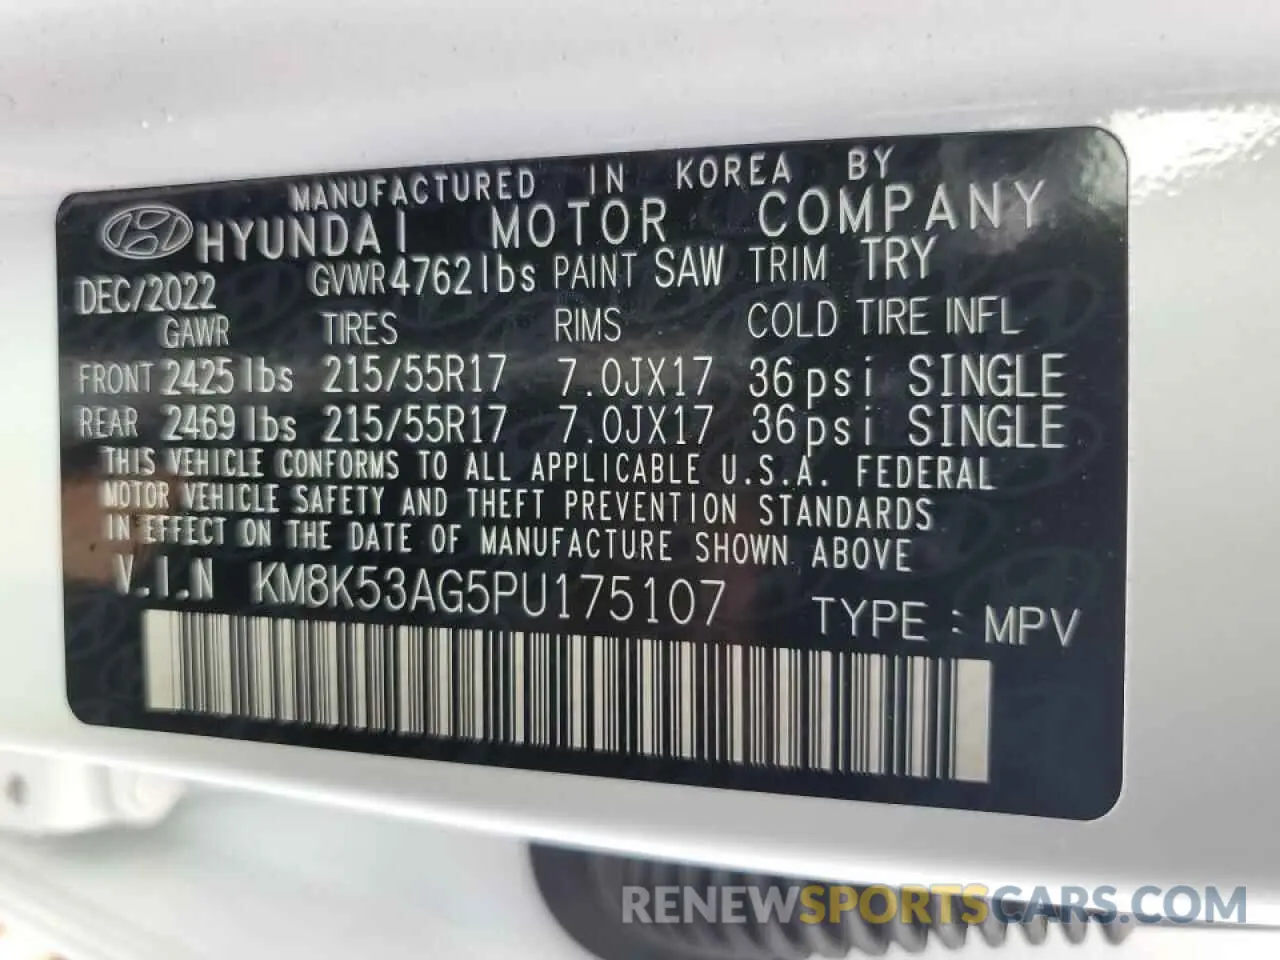 MANUFACTURED IN KOREA BY
HYUNDAI MOTOR COMPANY
DEC/2022 GVWR 4762lbs PAINT SAW TRIM TRY
GAWR TIRES RIMS COLD TIRE INFL
FRONT 2425 lbs 215/55R17 7.0JX17 36psi SINGLE
REAR 2469 lbs 215/55R17 7.0JX17 36psi SINGLE
THIS VEHICLE CONFORMS TO ALL APPLICABLE U.S.A. FEDERAL
MOTOR VEHICLE SAFETY AND THEFT PREVENTION STANDARDS
IN EFFECT ON THE DATE OF MANUFACTURE SHOWN ABOVE
V.I.N KM8K53AG5PU175107 TYPE : MPV
RENEWSPORTSCARS.COM